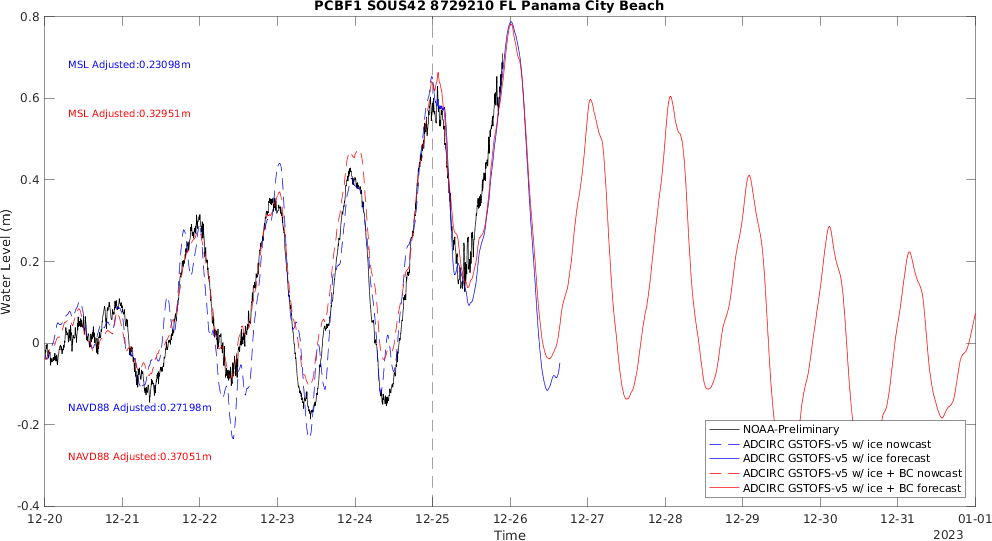 PCBF1 SOUS42 8729210 FL Panama City Beach
0.8
MSL Adjusted:0.23098m
0.6
MSL Adjusted:0.32951m
0.4
Water Level (m)
0.2
0
NAVD88 Adjusted:0.27198m
-0.2
NAVD88 Adjusted:0.37051m
-0.4
NOAA-Preliminary
ADCIRC GSTOFS-v5 w/ ice nowcast
ADCIRC GSTOFS-v5 w/ ice forecast
ADCIRC GSTOFS-v5 w/ ice + BC nowcast
ADCIRC GSTOFS-v5 w/ ice + BC forecast
12-20 12-21 12-22 12-23 12-24 12-25 12-26 12-27 12-28 12-29 12-30 12-31 01-01
Time
2023